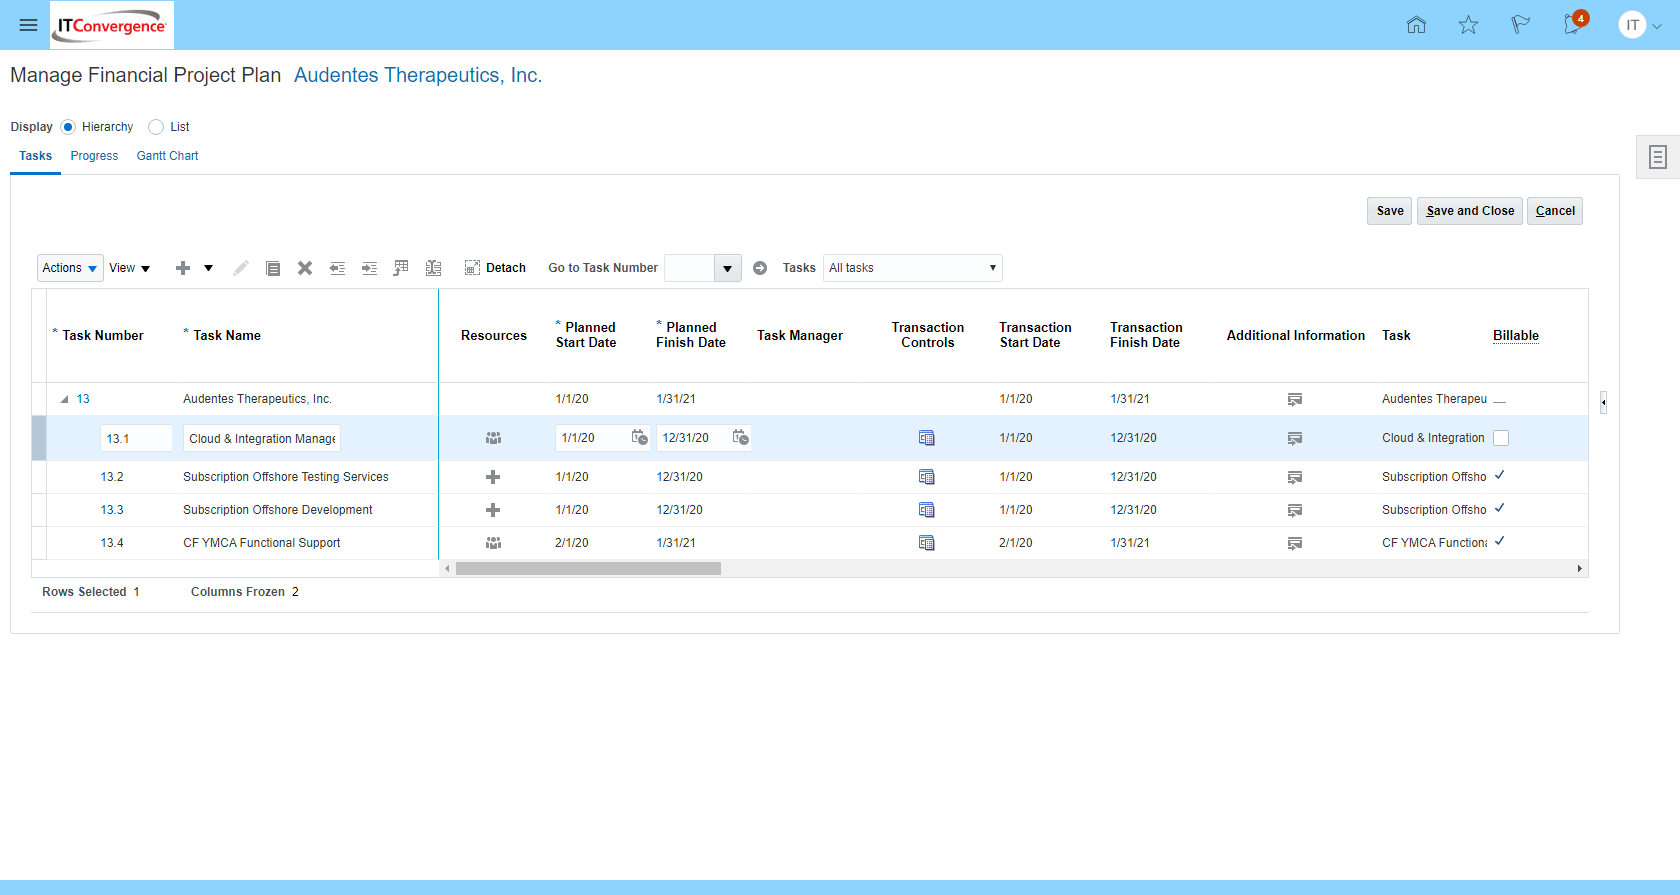 ITConvergence
4
IT
Manage Financial Project Plan Audentes Therapeutics, Inc.
Display Hierarchy List
Tasks Progress Gantt Chart
Save Save and Close Cancel
Actions View Detach Go to Task Number Tasks All tasks
* Task Number * Task Name Resources * Planned Start Date * Planned Finish Date Task Manager Transaction Controls Transaction Start Date Transaction Finish Date Additional Information Task Billable
13 Audentes Therapeutics, Inc. 1/1/20 1/31/21 1/1/20 1/31/21 Audentes Therapeu
13.1 Cloud & Integration Manage 1/1/20 12/31/20 1/1/20 12/31/20 Cloud & Integration
13.2 Subscription Offshore Testing Services 1/1/20 12/31/20 1/1/20 12/31/20 Subscription Offsho
13.3 Subscription Offshore Development 1/1/20 12/31/20 1/1/20 12/31/20 Subscription Offsho
13.4 CF YMCA Functional Support 2/1/20 1/31/21 2/1/20 1/31/21 CF YMCA Functiona
Rows Selected 1 Columns Frozen 2